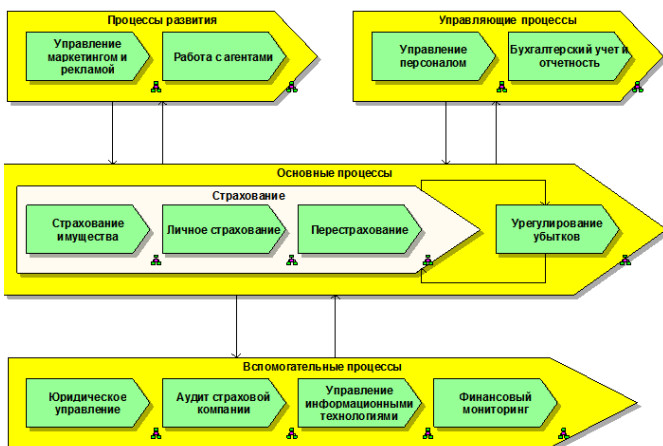 Процессы развития
Управление
маркетингом и
рекламой
Работа с агентами
Управляющие процессы
Управление
персоналом
Бухгалтерский учет и
отчетность
Основные процессы
Страхование
Страхование
имущества
Личное страхование
Перестрахование
Урегулирование
убытков
Вспомогательные процессы
Юридическое
управление
Аудит страховой
компании
Управление
информационными
технологиями
Финансовый
мониторинг